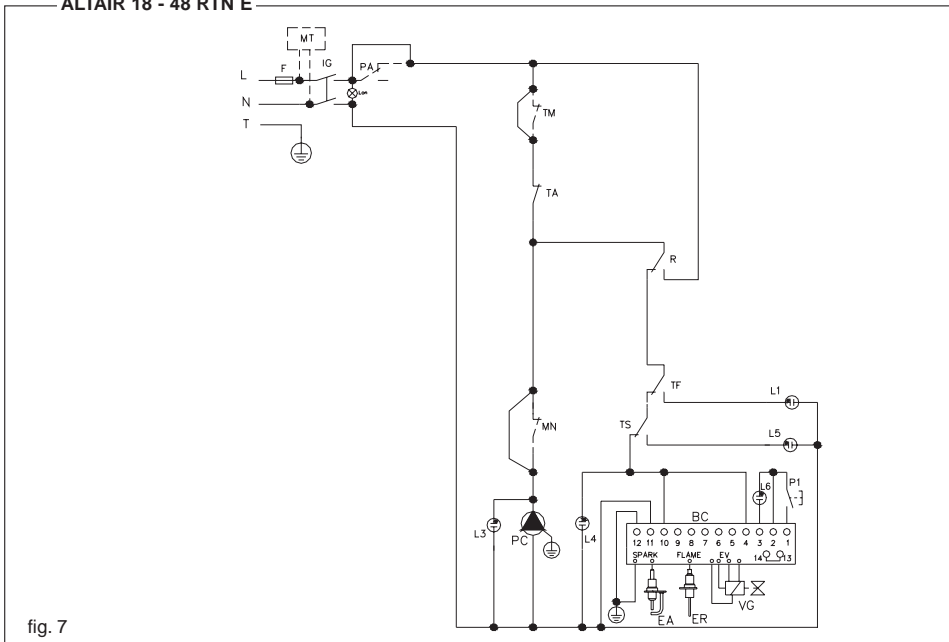 ALTAIR 18 - 48 RTN E
MT
F
IG
PA
L
Lam
N
T
TM
TA
R
TF
L1
TS
L5
MN
L6
P1
L3
PC
L4
BC
12 11 10 9 8 7 6 5 4 3 2 1
SPARK FLAME EV 14 13
EA ER VG
fig. 7